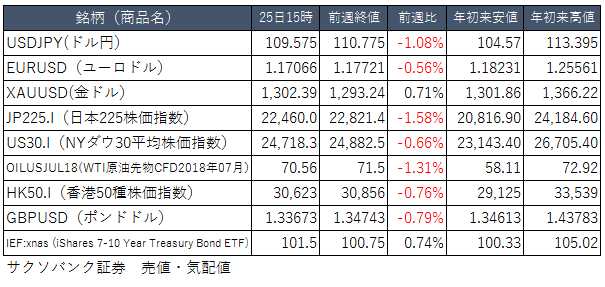 銘柄（商品名） 25日15時 前週終値 前週比 年初来安値 年初来高値
USDJPY(ドル円) 109.575 110.775 -1.08% 104.57 113.395
EURUSD（ユーロドル） 1.17066 1.17721 -0.56% 1.18231 1.25561
XAUUSD(金ドル） 1,302.39 1,293.24 0.71% 1,301.86 1,366.22
JP225.I（日本225株価指数） 22,460.0 22,821.4 -1.58% 20,816.90 24,184.60
US30.I（NYダウ30平均株価指数） 24,718.3 24,882.5 -0.66% 23,143.40 26,705.40
OILUSJUL18(WTI原油先物CFD2018年07月) 70.56 71.5 -1.31% 58.11 72.92
HK50.I（香港50種株価指数） 30,623 30,856 -0.76% 29,125 33,539
GBPUSD（ポンドドル） 1.33673 1.34743 -0.79% 1.34613 1.43783
IEF:xnas (iShares 7-10 Year Treasury Bond ETF) 101.5 100.75 0.74% 100.33 105.02
サクソバンク証券　売値・気配値